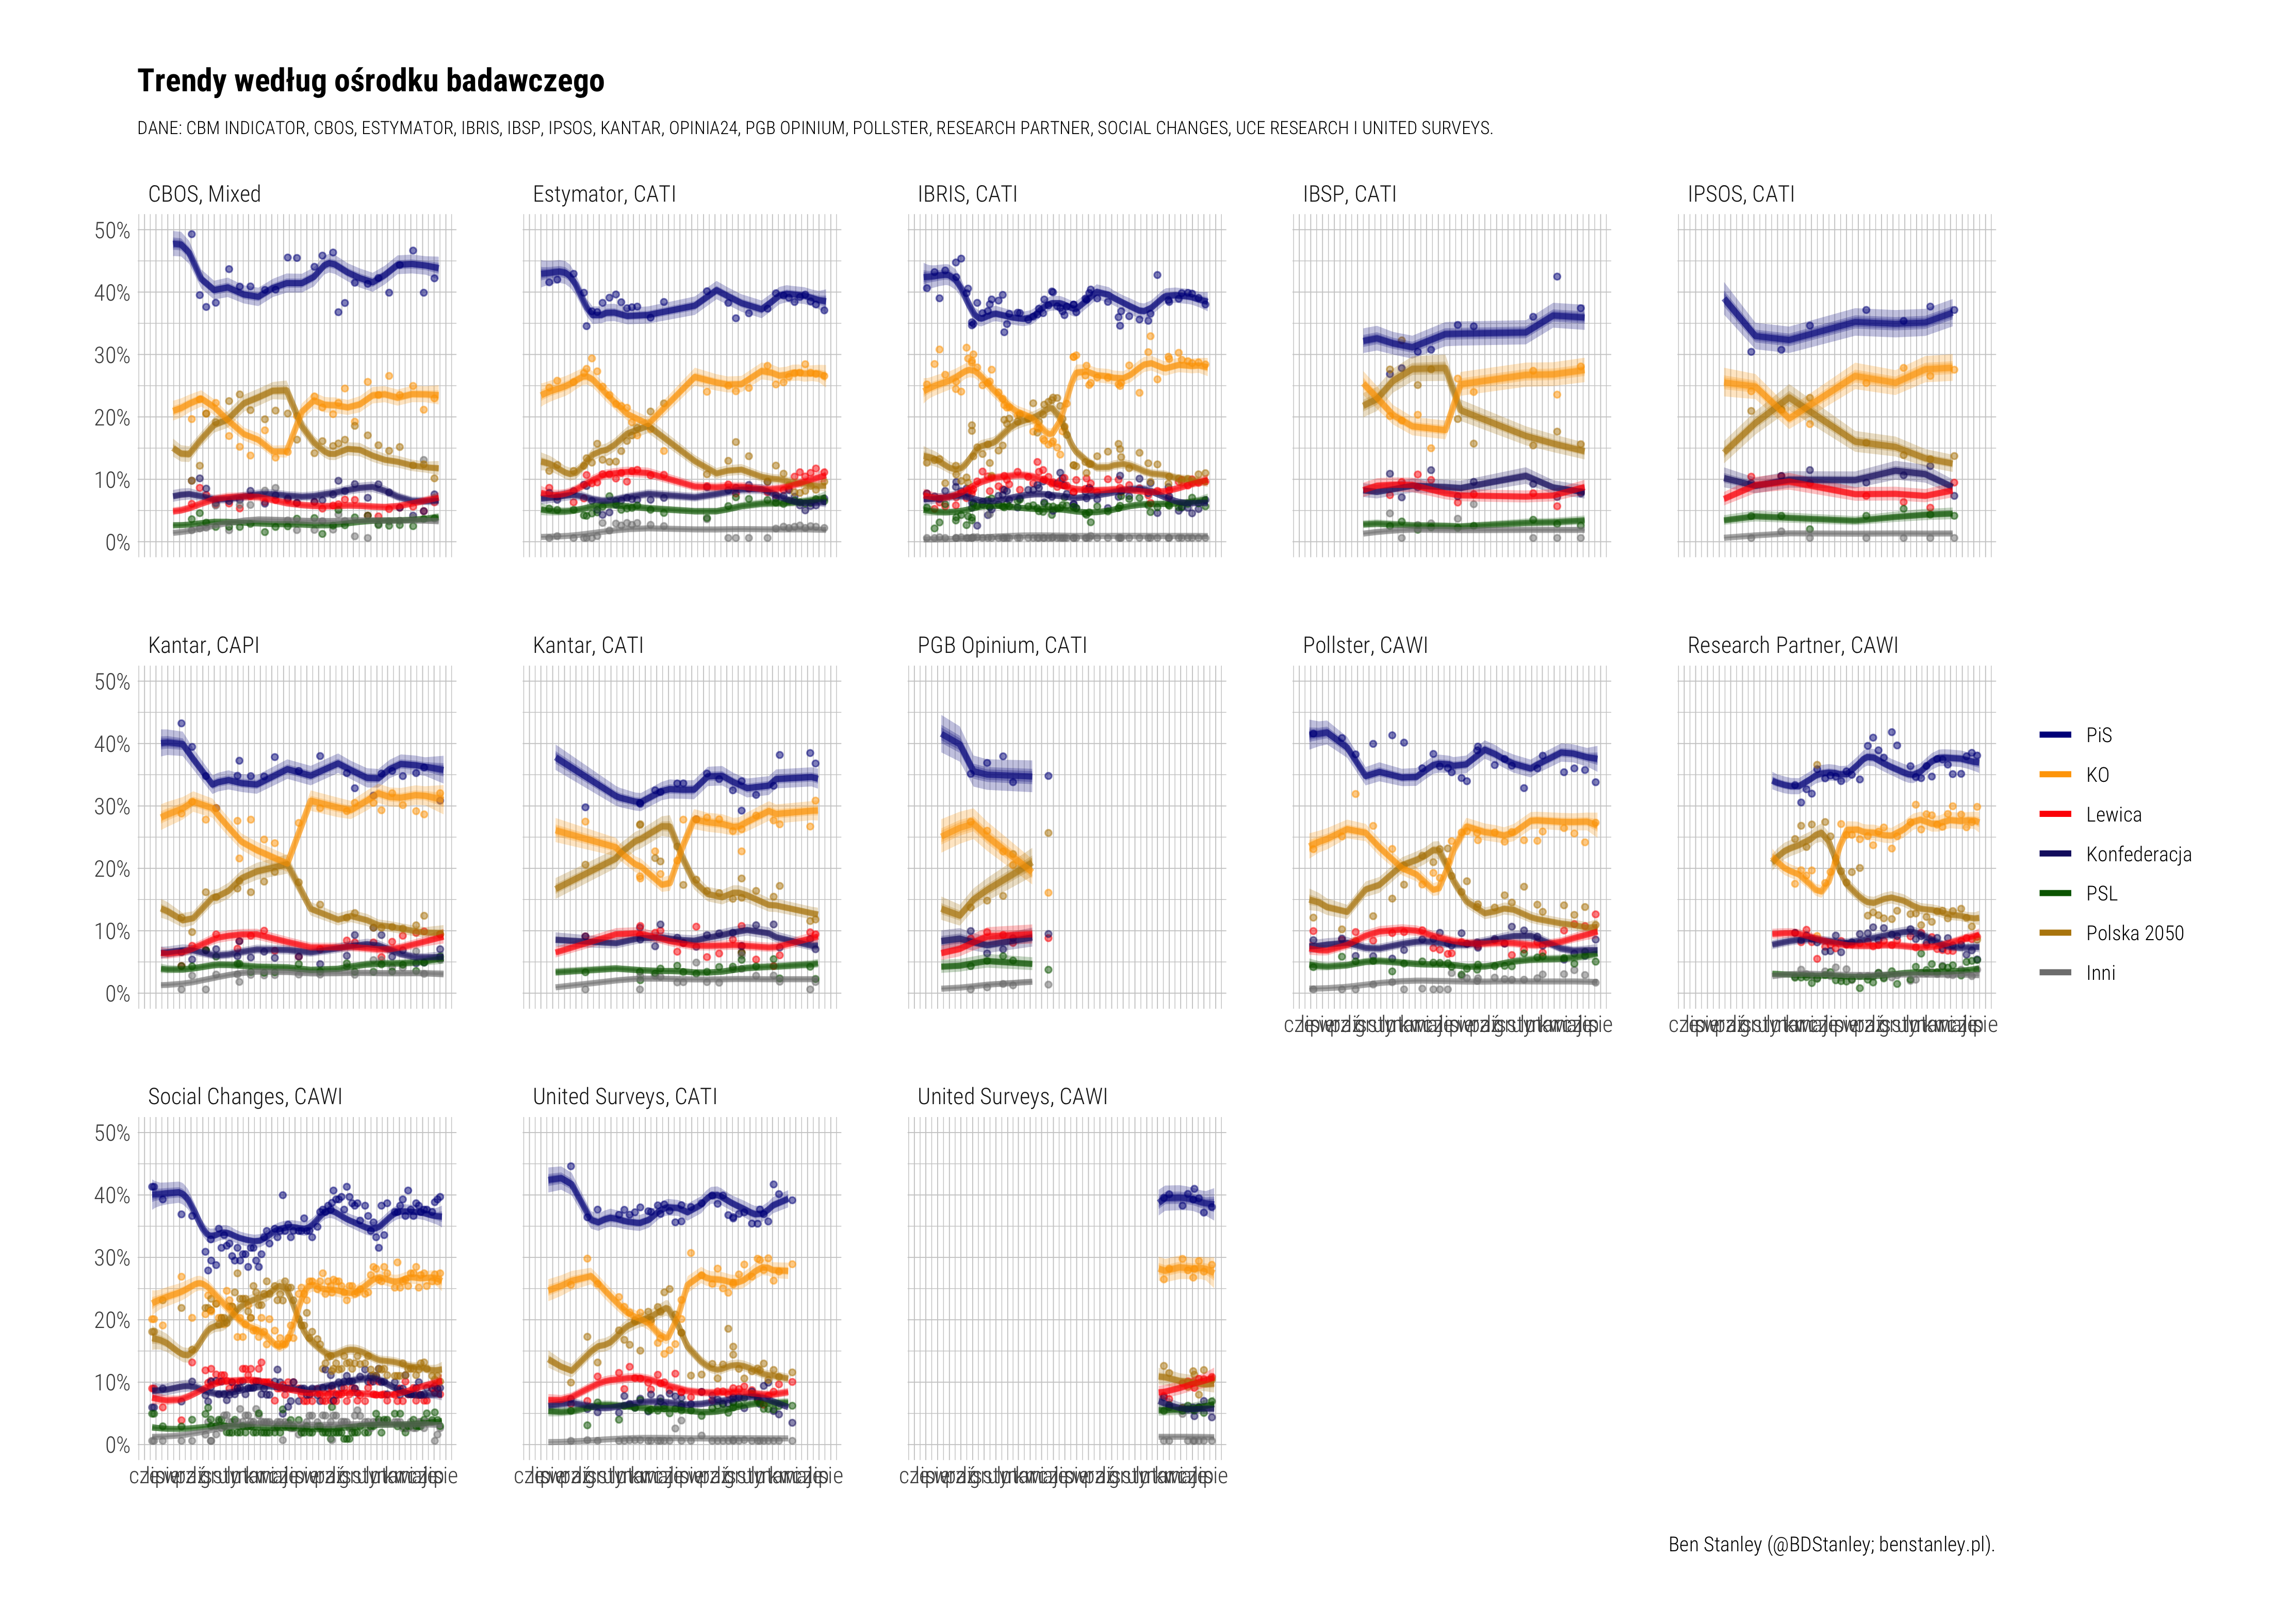 Trendy według ośrodku badawczego
DANE: CBM INDICATOR, CBOS, ESTYMATOR, IBRIS, IBSP, IPSOS, KANTAR, OPINIA24, PGB OPINIUM, POLLSTER, RESEARCH PARTNER, SOCIAL CHANGES, UCE RESEARCH I UNITED SURVEYS.
CBOS, Mixed
Estymator, CATI
IBRIS, CATI
IBSP, CATI
IPSOS, CATI
50%
40%
30%
20%
10%
0%
Kantar, CAPI
Kantar, CATI
PGB Opinium, CATI
Pollster, CAWI
Research Partner, CAWI
50%
40%
30%
20%
10%
0%
PiS
KO
Lewica
Konfederacja
PSL
Polska 2050
Inni
Social Changes, CAWI
United Surveys, CATI
United Surveys, CAWI
50%
40%
30%
20%
10%
0%
Ben Stanley (@BDStanley; benstanley.pl).